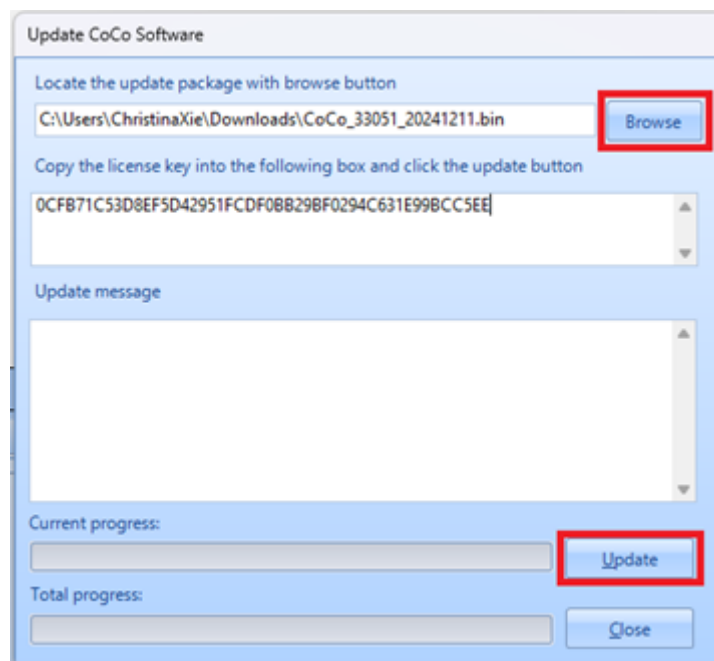 Update CoCo Software
Locate the update package with browse button
C:\Users\ChristinaXie\Downloads\CoCo_33051_20241211.bin
Browse
Copy the license key into the following box and click the update button
0CFB71C53D8EF5D42951FCDF0BB29BF0294C631E99BCC5EE
Update message
Current progress:
Update
Total progress:
Close